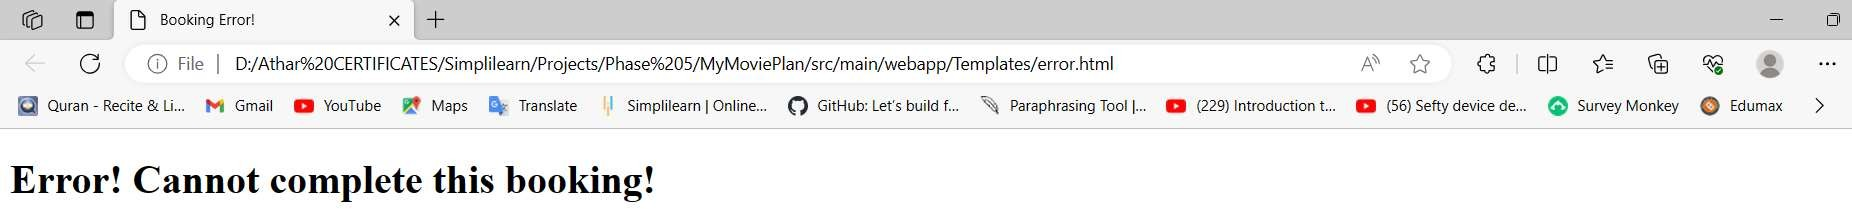 Booking Error!
File D:/Athar%20CERTIFICATES/Simplilearn/Projects/Phase%205/MyMoviePlan/src/main/webapp/Templates/error.html
Quran - Recite & Li... Gmail YouTube Maps Translate Simplilearn | Online... GitHub: Let's build f... Paraphrasing Tool |... (229) Introduction t... (56) Sefty device de... Survey Monkey Edumax
Error! Cannot complete this booking!